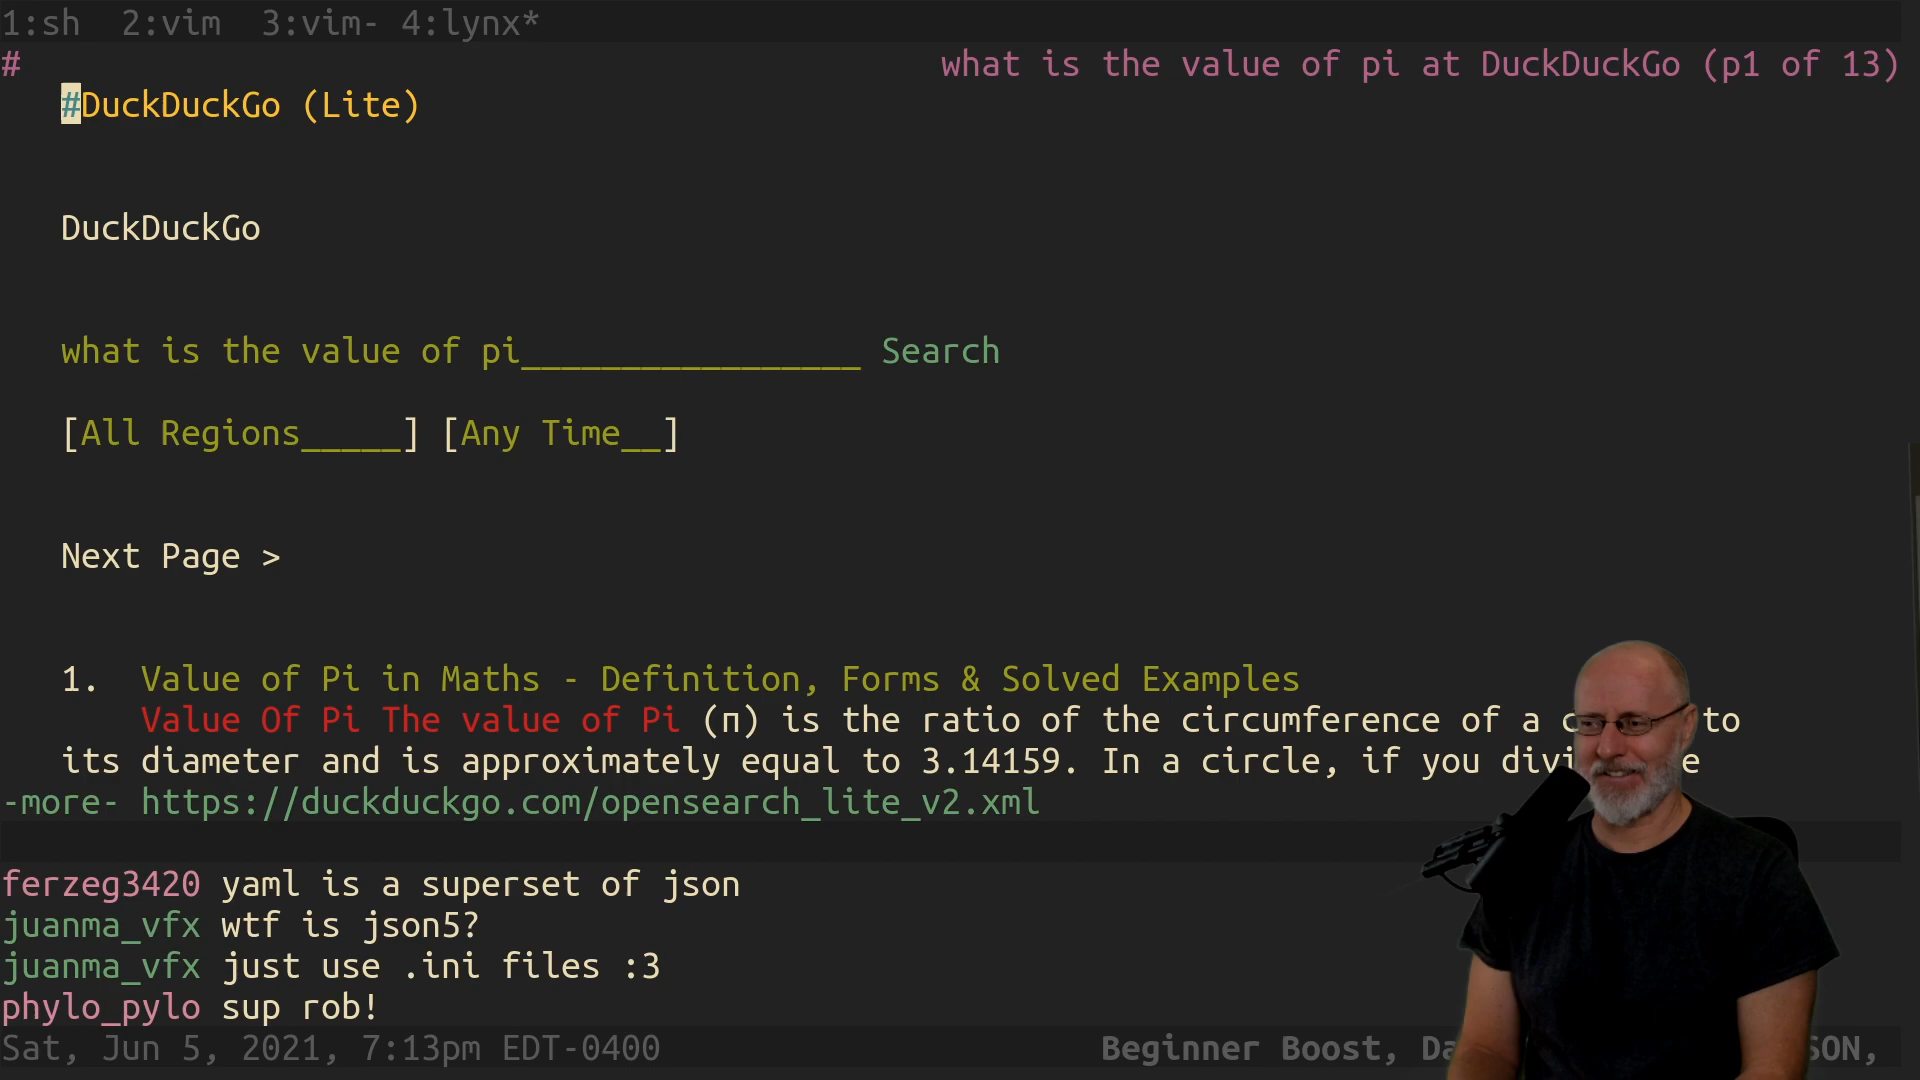 1:sh  2:vim  3:vim- 4:lynx*
# what is the value of pi at DuckDuckGo (p1 of 13)
#DuckDuckGo (Lite)
DuckDuckGo
what is the value of pi_________________ Search
[All Regions_____] [Any Time__]
Next Page >
1.  Value of Pi in Maths - Definition, Forms & Solved Examples
Value Of Pi The value of Pi (π) is the ratio of the circumference of a to
its diameter and is approximately equal to 3.14159. In a circle, if you
-more- https://duckduckgo.com/opensearch_lite_v2.xml
ferzeg3420 yaml is a superset of json
juanma_vfx wtf is json5?
juanma_vfx just use .ini files :3
phylo_pylo sup rob!
Sat, Jun 5, 2021, 7:13pm EDT-0400 Beginner Boost,